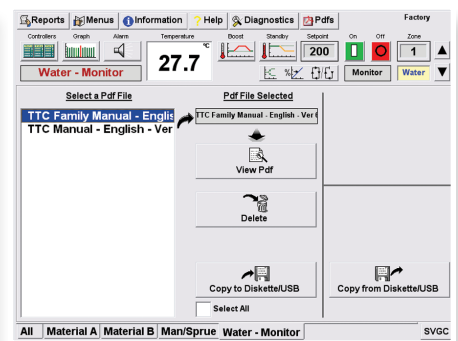 Reports Menus Information Help Diagnostics Pdfs Factory
Controllers Graph Alarm Temperature Boost Standby Setpoint On Off Zone
27.7 °C 200 1
Water - Monitor Monitor Water
Select a Pdf File Pdf File Selected
TTC Family Manual - Englis TTC Family Manual - English - Ver
TTC Manual - English - Ver
View Pdf
Delete
Copy to Diskette/USB Copy from Diskette/USB
Select All
All Material A Material B Man/Sprue Water - Monitor SVGC